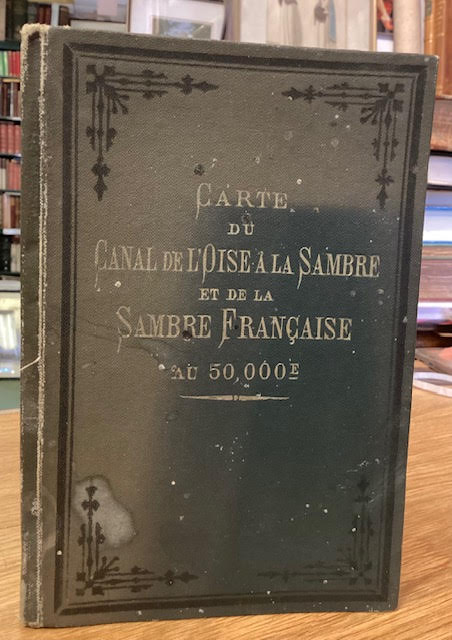 CARTE
DU
CANAL DE L'OISE A LA SAMBRE
ET DE LA
SAMBRE FRANÇAISE
AU 50,000E